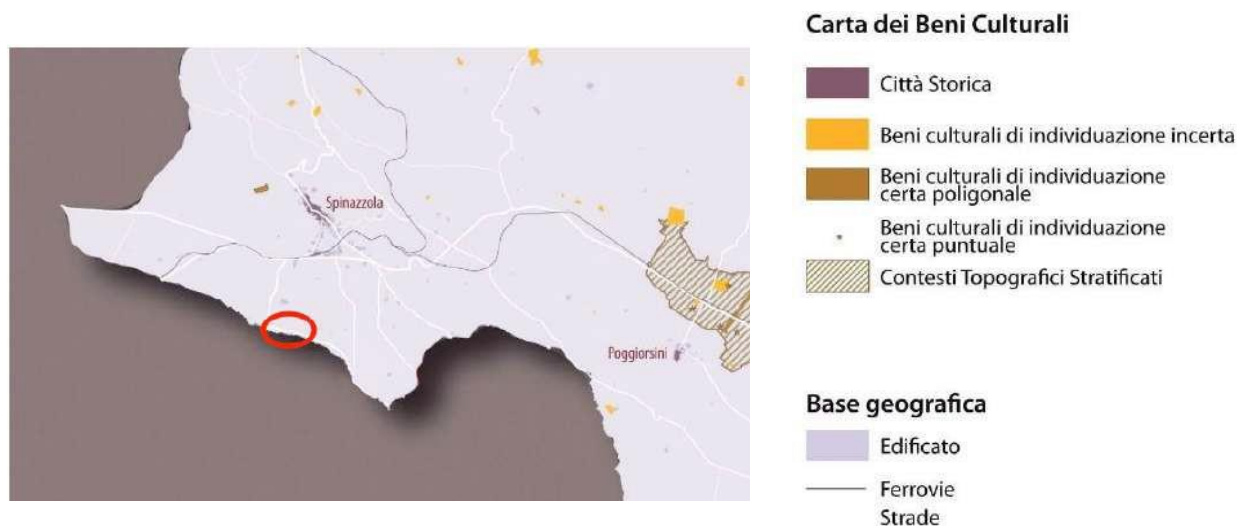 Carta dei Beni Culturali
Città Storica
Beni culturali di individuazione incerta
Beni culturali di individuazione
certa poligonale
Beni culturali di individuazione
certa puntuale
Contesti Topografici Stratificati
Spinazzola
Poggiorsini
Base geografica
Edificato
Ferrovie
Strade